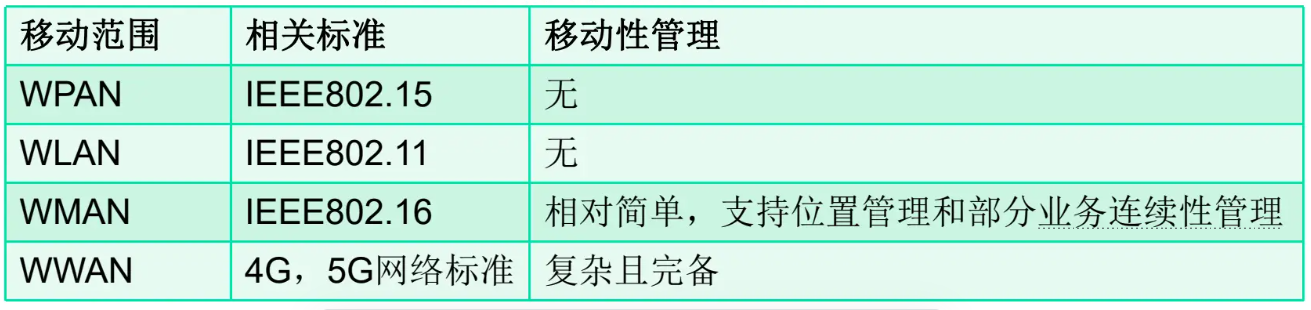 移动范围 相关标准 移动性管理
WPAN IEEE802.15 无
WLAN IEEE802.11 无
WMAN IEEE802.16 相对简单，支持位置管理和部分业务连续性管理
WWAN 4G，5G网络标准 复杂且完备